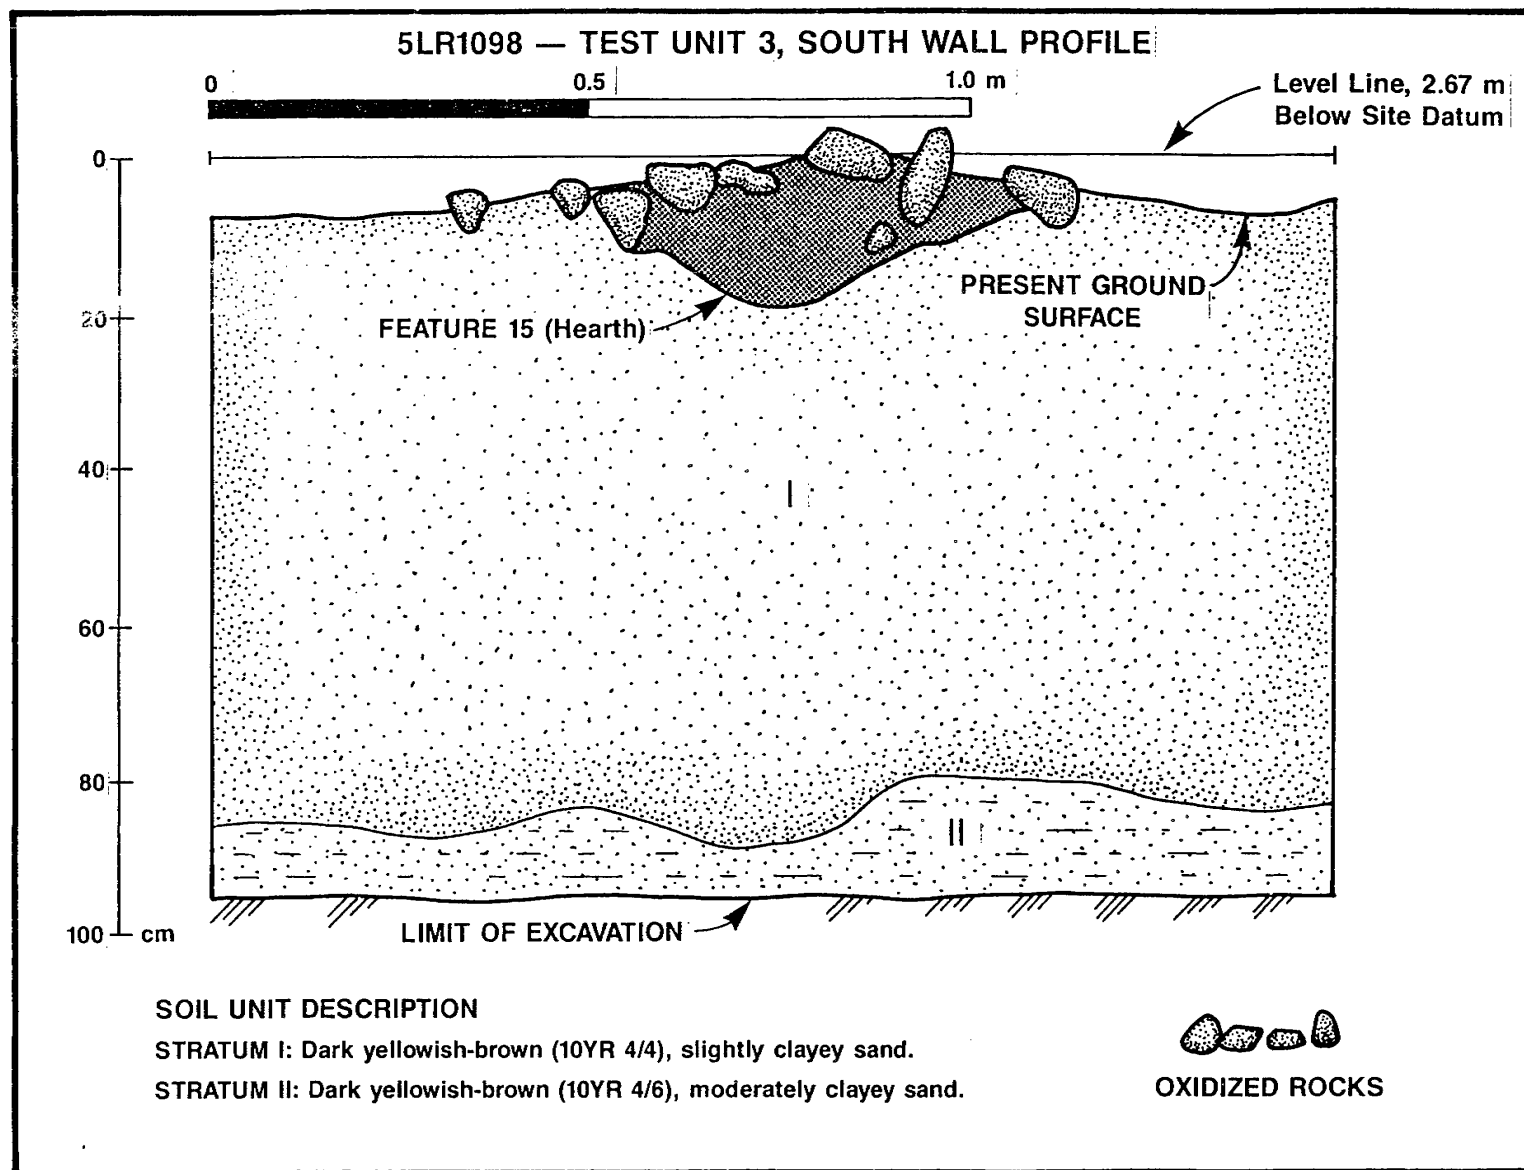 5LR1098 — TEST UNIT 3, SOUTH WALL PROFILE
0 0.5 1.0 m
Level Line, 2.67 m
Below Site Datum
0
PRESENT GROUND
SURFACE
20
FEATURE 15 (Hearth)
40
I
60
80
II
100 cm
LIMIT OF EXCAVATION
SOIL UNIT DESCRIPTION
STRATUM I: Dark yellowish-brown (10YR 4/4), slightly clayey sand.
STRATUM II: Dark yellowish-brown (10YR 4/6), moderately clayey sand.
OXIDIZED ROCKS